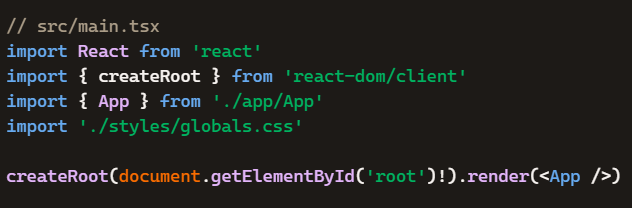 // src/main.tsx
import React from 'react'
import { createRoot } from 'react-dom/client'
import { App } from './app/App'
import './styles/globals.css'

createRoot(document.getElementById('root')!).render(<App />)